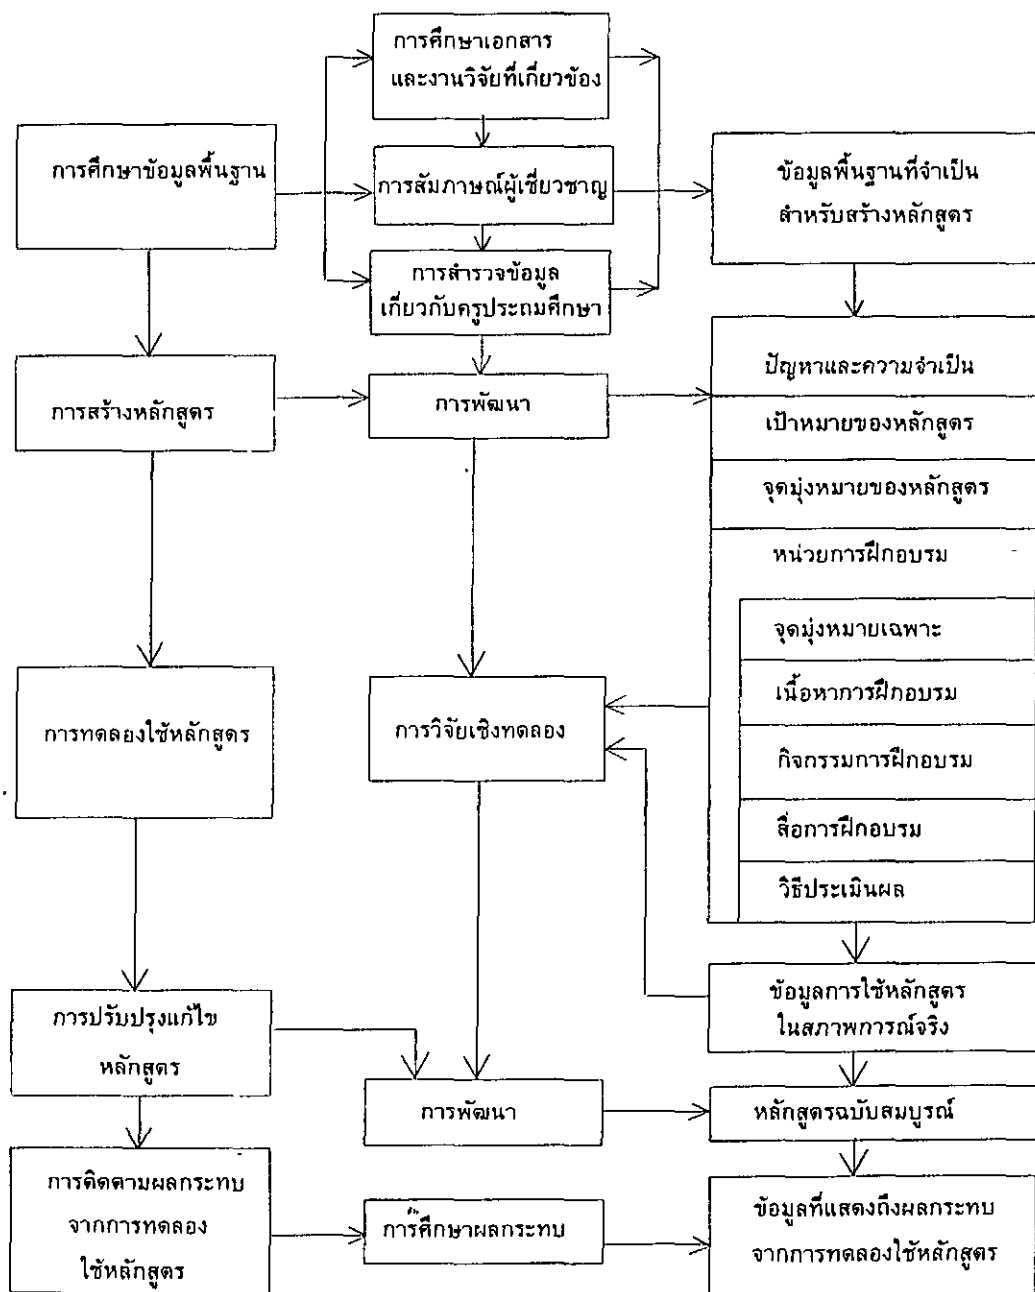 การศึกษาเอกสาร
และงานวิจัยที่เกี่ยวข้อง
การศึกษาข้อมูลพื้นฐาน
การสัมภาษณ์ผู้เชี่ยวชาญ
ข้อมูลพื้นฐานที่จำเป็น
สำหรับสร้างหลักสูตร
การสำรวจข้อมูล
เกี่ยวกับครูประถมศึกษา
การสร้างหลักสูตร
การพัฒนา
ปัญหาและความจำเป็น
เป้าหมายของหลักสูตร
จุดมุ่งหมายของหลักสูตร
หน่วยการฝึกอบรม
จุดมุ่งหมายเฉพาะ
เนื้อหาการฝึกอบรม
กิจกรรมการฝึกอบรม
สื่อการฝึกอบรม
วิธีประเมินผล
การทดลองใช้หลักสูตร
การวิจัยเชิงทดลอง
การปรับปรุงแก้ไข
หลักสูตร
ข้อมูลการใช้หลักสูตร
ในสภาพการณ์จริง
การพัฒนา
หลักสูตรฉบับสมบูรณ์
การติดตามผลกระทบ
จากการทดลอง
ใช้หลักสูตร
การศึกษาผลกระทบ
ข้อมูลที่แสดงถึงผลกระทบ
จากการทดลองใช้หลักสูตร